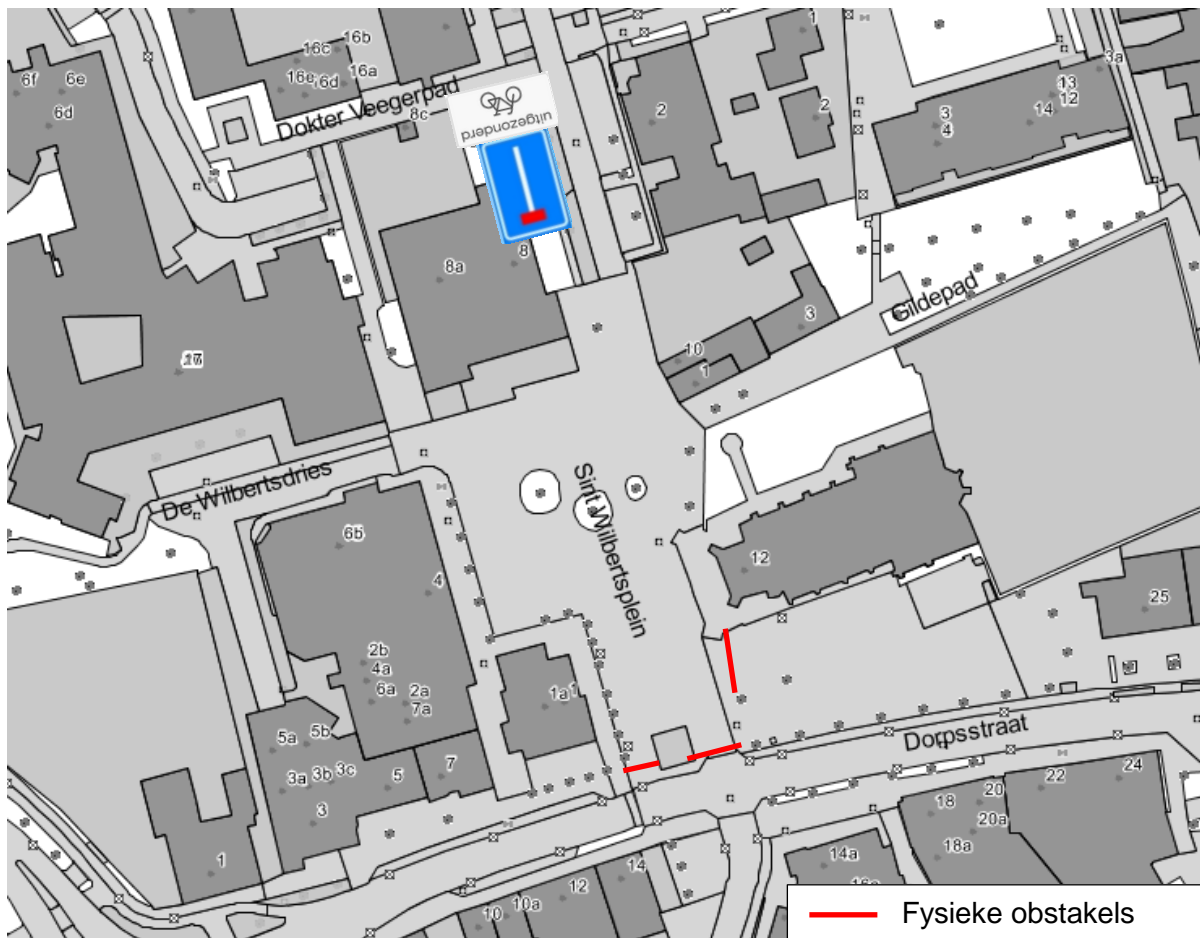 16b
16c
16a
16e
16d
6f
6e
6d
Dokter Veegerpad
8c
uitgezonderd
1
2
2
3a
13
12
14
3
4
8
8a
Gildepad
3
10
1
17
De Wilbertsdries
6b
4
Sint Wilbertsplein
12
25
2b
4a
6a
2a
7a
1a
1
5a
5b
3a
3b
3c
5
7
3
1
Dorpsstraat
24
22
20
18
20a
18a
14a
14
12
10a
10
Fysieke obstakels